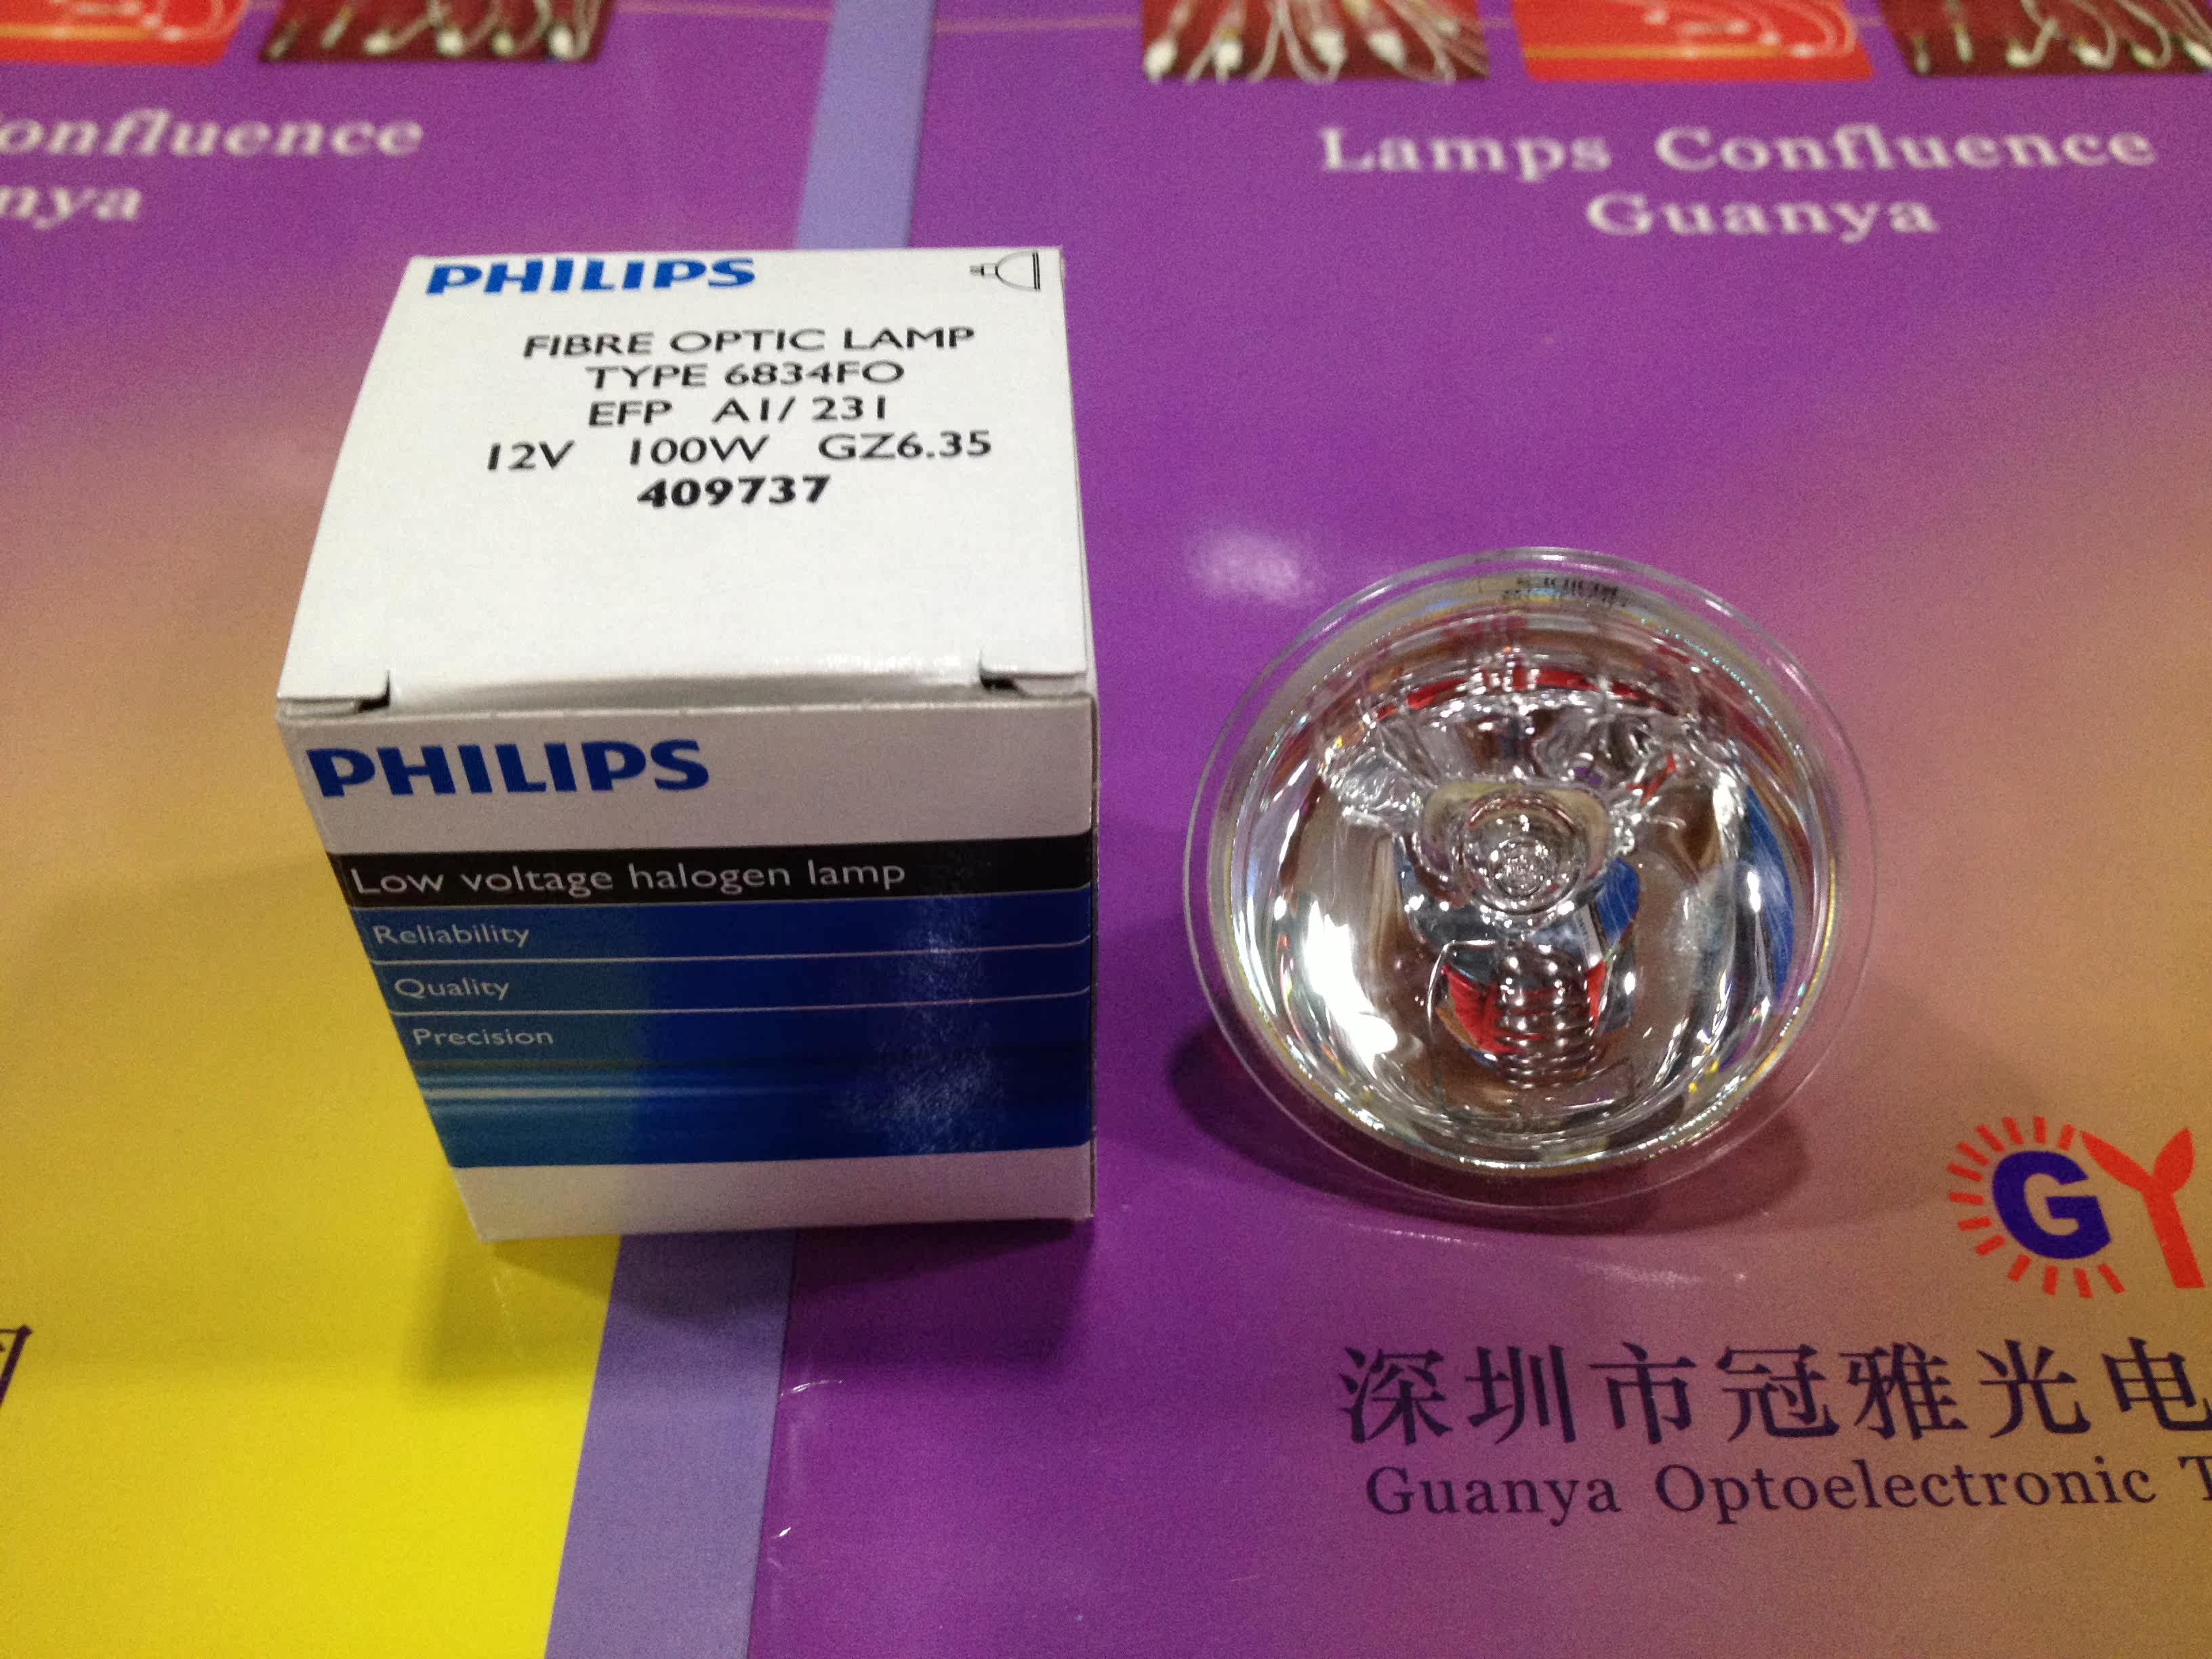 onfluence
nya
Lamps Confluence
Guanya
PHILIPS
FIBRE OPTIC LAMP
TYPE 6834FO
EFP A1/231
12V 100W GZ6.35
409737
PHILIPS
Low voltage halogen lamp
Reliability
Quality
Precision
GY
深圳市冠雅光电
Guanya Optoelectronic T